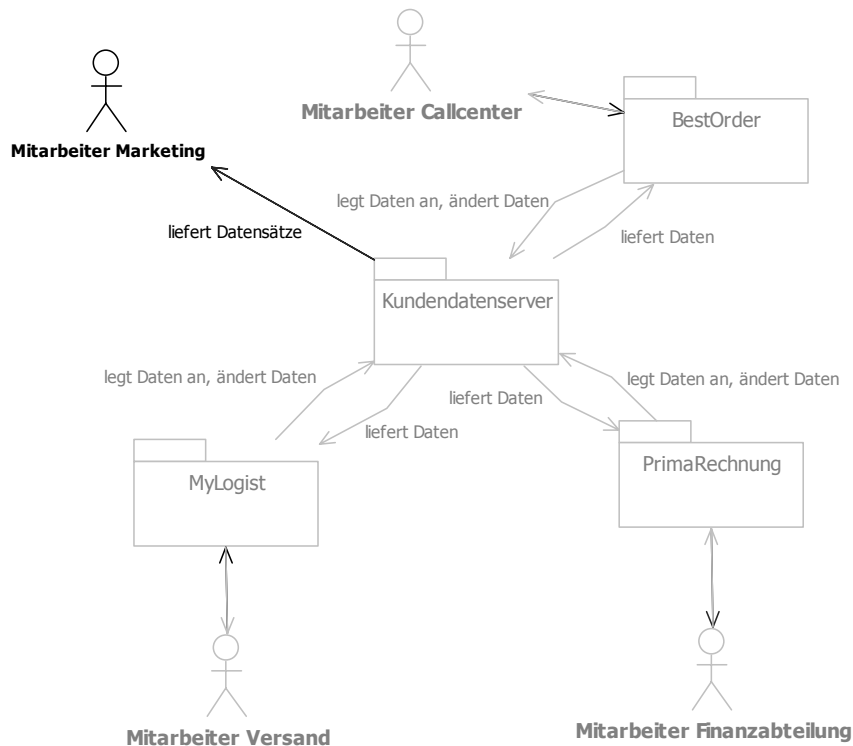 Mitarbeiter Callcenter
BestOrder
Mitarbeiter Marketing
legt Daten an, ändert Daten
liefert Datensätze
liefert Daten
Kundendatenserver
legt Daten an, ändert Daten
liefert Daten
legt Daten an, ändert Daten
liefert Daten
MyLogist
PrimaRechnung
Mitarbeiter Versand
Mitarbeiter Finanzabteilung